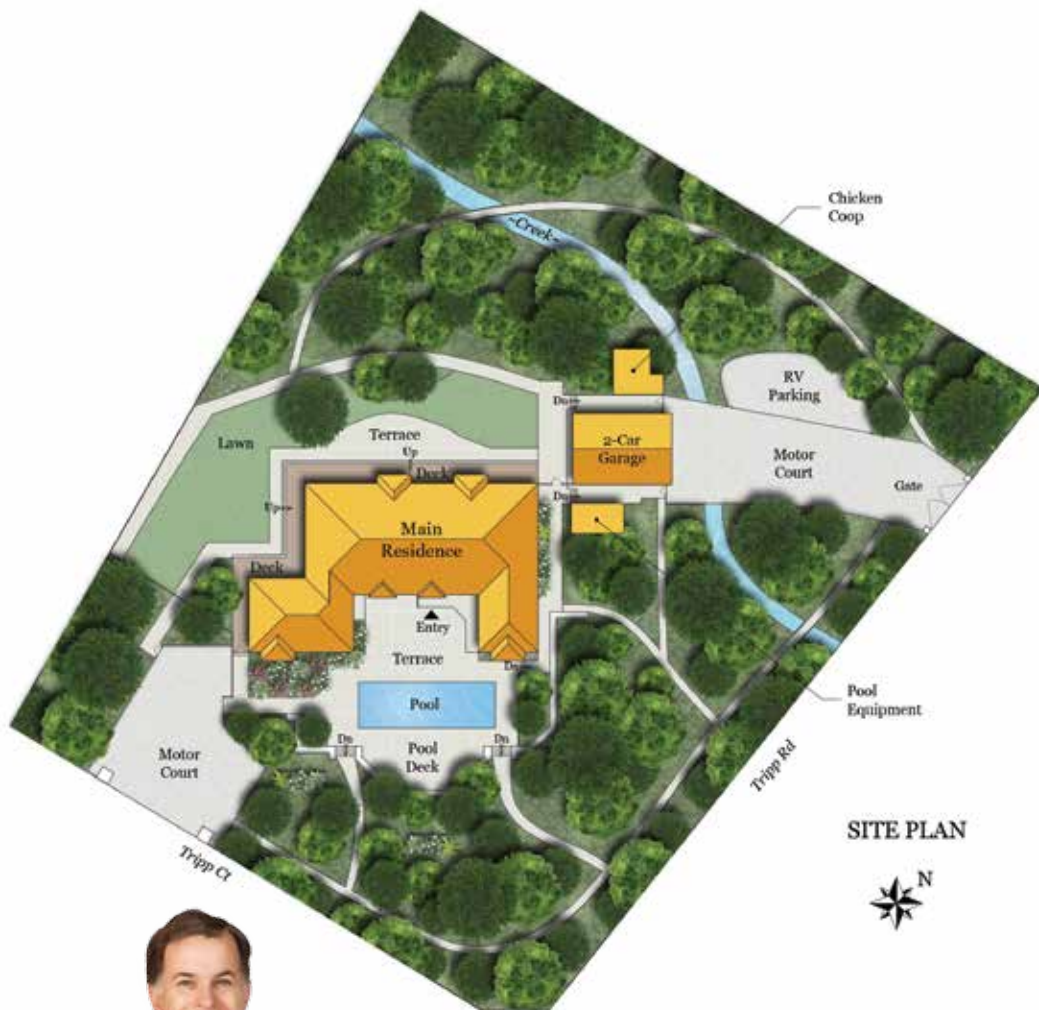 Chicken
Coop
~Creek~
RV
Parking
Dn
Lawn
Terrace
Up
Deck
2-Car
Garage
Motor
Court
Gate
Up
Dn
Main
Residence
Deck
Entry
Terrace
Dn
Pool
Pool
Equipment
Dn
Dn
Pool
Deck
Motor
Court
Tripp Rd
Tripp Ct
SITE PLAN
N